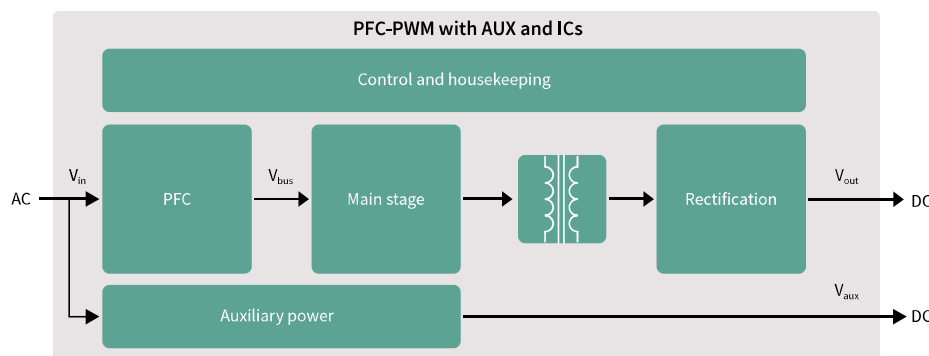 PFC-PWM with AUX and ICs
Control and housekeeping
AC
Vin
PFC
Vbus
Main stage
Rectification
Vout
DC
Auxiliary power
Vaux
DC